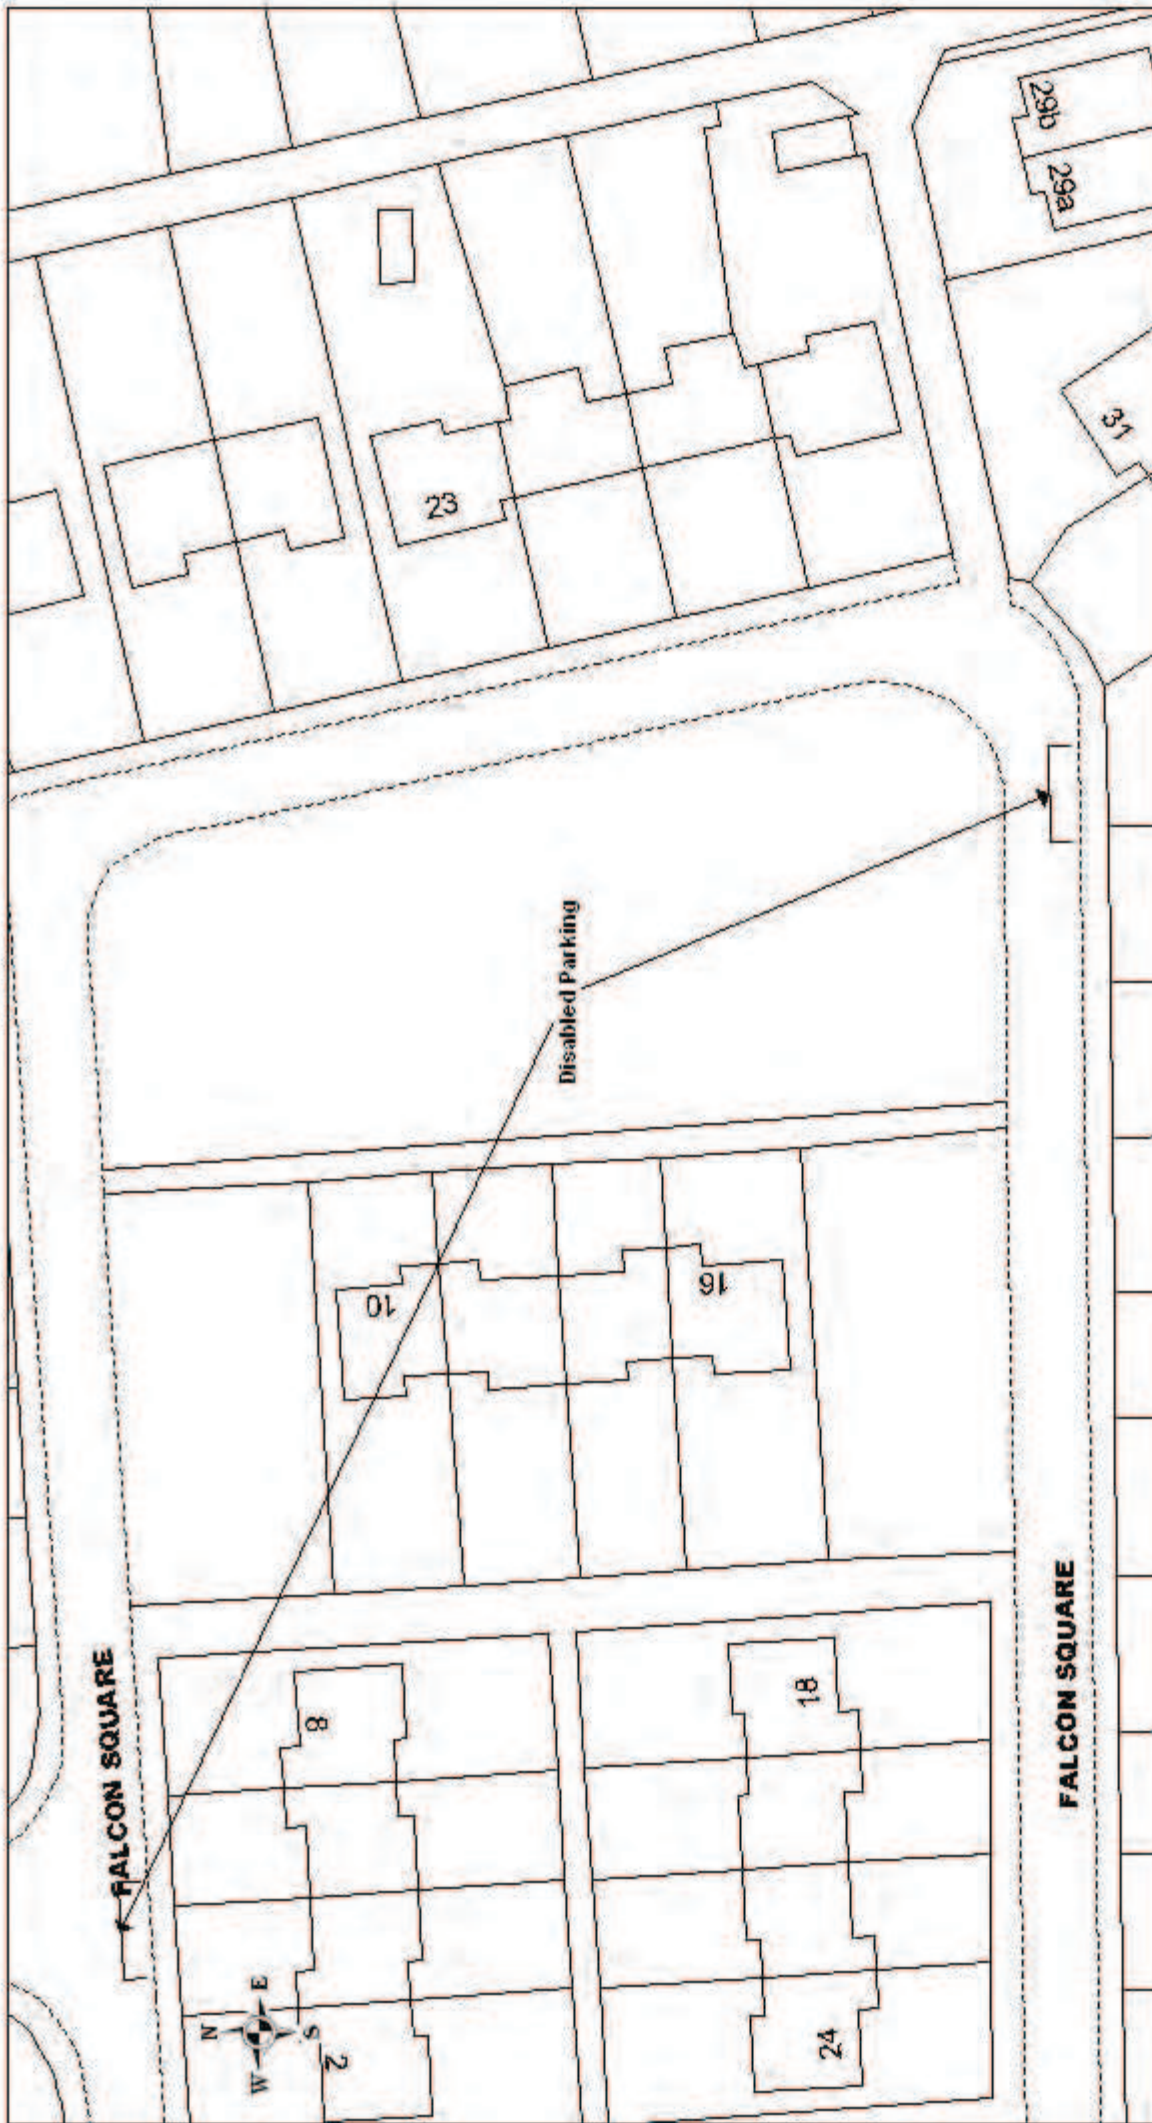 29b
29a
31
23
Disabled Parking
10
16
8
18
FALCON SQUARE
FALCON SQUARE
N
E
S
W
2
24